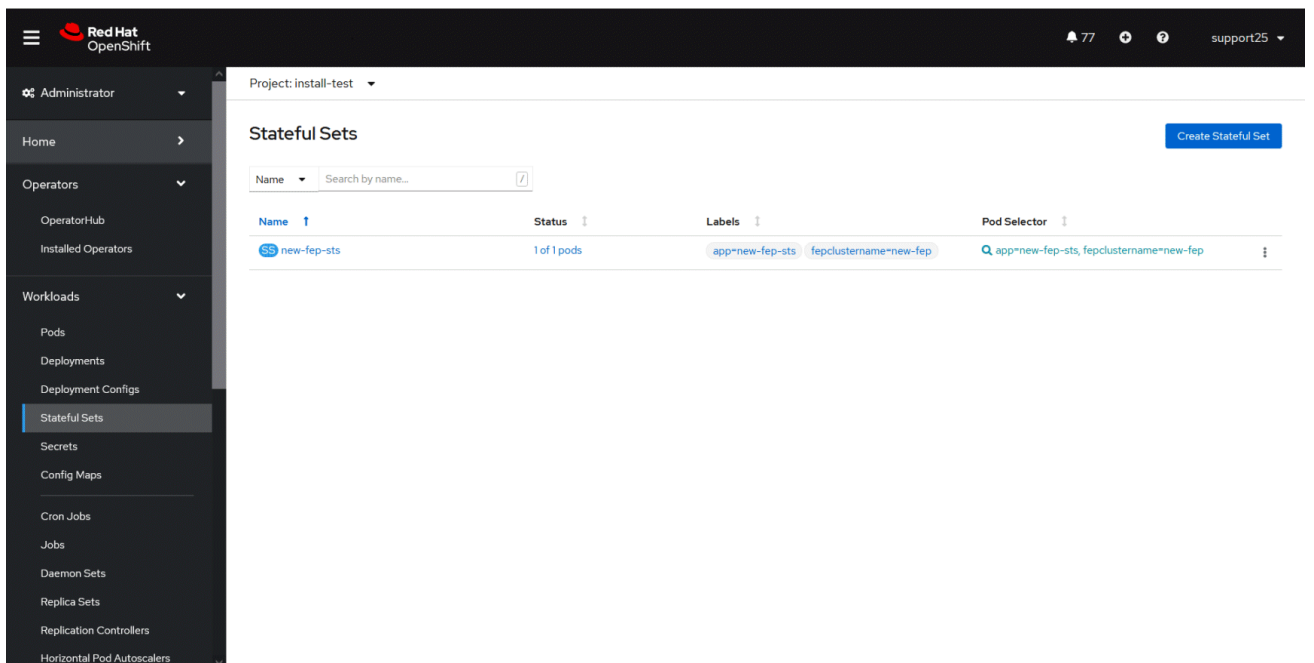 Red Hat
OpenShift
77
support25
Administrator
Project: install-test
Home
Stateful Sets
Create Stateful Set
Operators
Name
Search by name...
/
OperatorHub
Name
Status
Labels
Pod Selector
Installed Operators
SS new-fep-sts
1 of 1 pods
app=new-fep-sts
fepclustername=new-fep
app=new-fep-sts, fepclustername=new-fep
Workloads
Pods
Deployments
Deployment Configs
Stateful Sets
Secrets
Config Maps
Cron Jobs
Jobs
Daemon Sets
Replica Sets
Replication Controllers
Horizontal Pod Autoscalers